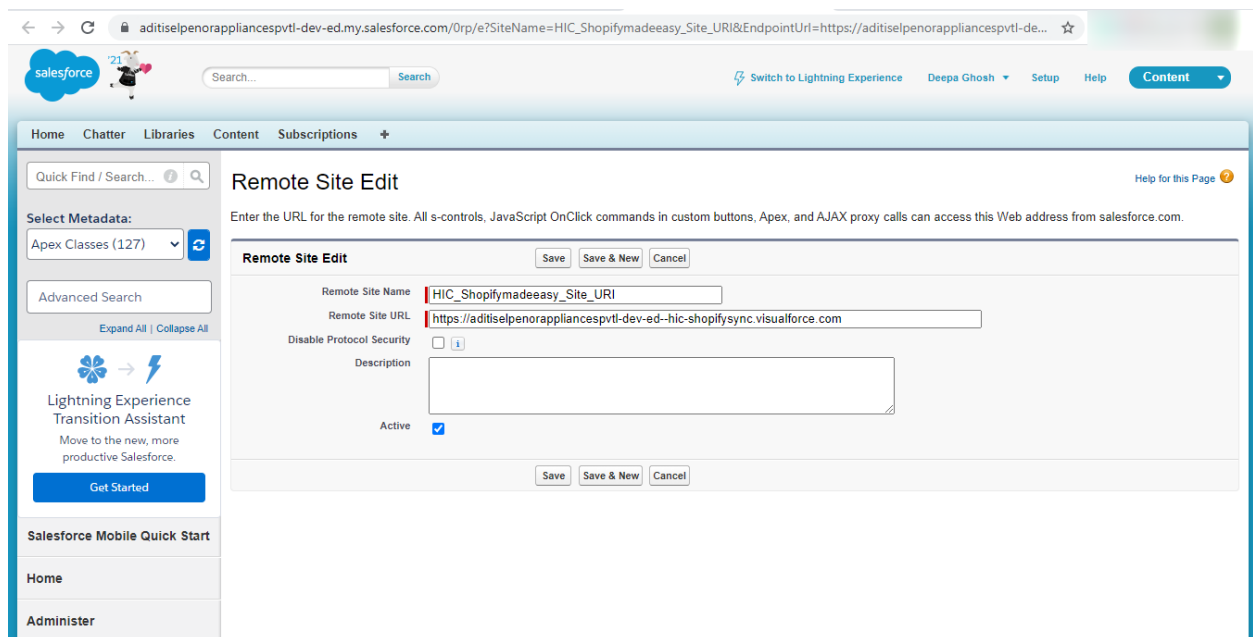 aditiselpenorappliancespvtl-dev-ed.my.salesforce.com/0rp/e?SiteName=HIC_Shopifymadeeasy_Site_URI&EndpointUrl=https://aditiselpenorappliancespvtl-de...
salesforce
'21
Search...
Search
Switch to Lightning Experience
Deepa Ghosh
Setup
Help
Content
Home Chatter Libraries Content Subscriptions +
Quick Find / Search...
Select Metadata:
Apex Classes (127)
Advanced Search
Expand All | Collapse All
Lightning Experience
Transition Assistant
Move to the new, more
productive Salesforce.
Get Started
Salesforce Mobile Quick Start
Home
Administer
Remote Site Edit
Help for this Page ?
Enter the URL for the remote site. All s-controls, JavaScript OnClick commands in custom buttons, Apex, and AJAX proxy calls can access this Web address from salesforce.com.
Remote Site Edit
Save Save & New Cancel
Remote Site Name HIC_Shopifymadeeasy_Site_URI
Remote Site URL https://aditiselpenorappliancespvtl-dev-ed--hic-shopifysync.visualforce.com
Disable Protocol Security i
Description
Active
Save Save & New Cancel